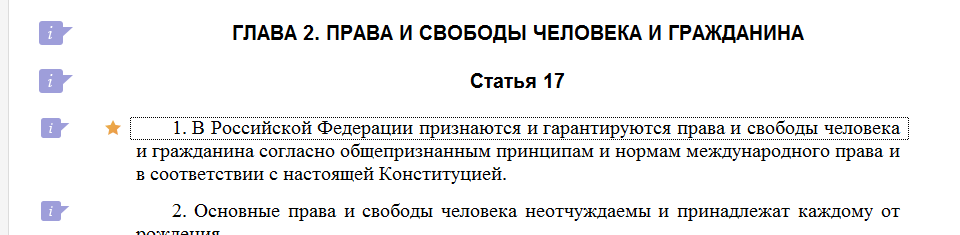 ГЛАВА 2. ПРАВА И СВОБОДЫ ЧЕЛОВЕКА И ГРАЖДАНИНА
Статья 17
1. В Российской Федерации признаются и гарантируются права и свободы человека
и гражданина согласно общепризнанным принципам и нормам международного права и
в соответствии с настоящей Конституцией.
2. Основные права и свободы человека неотчуждаемы и принадлежат каждому от
рождения.